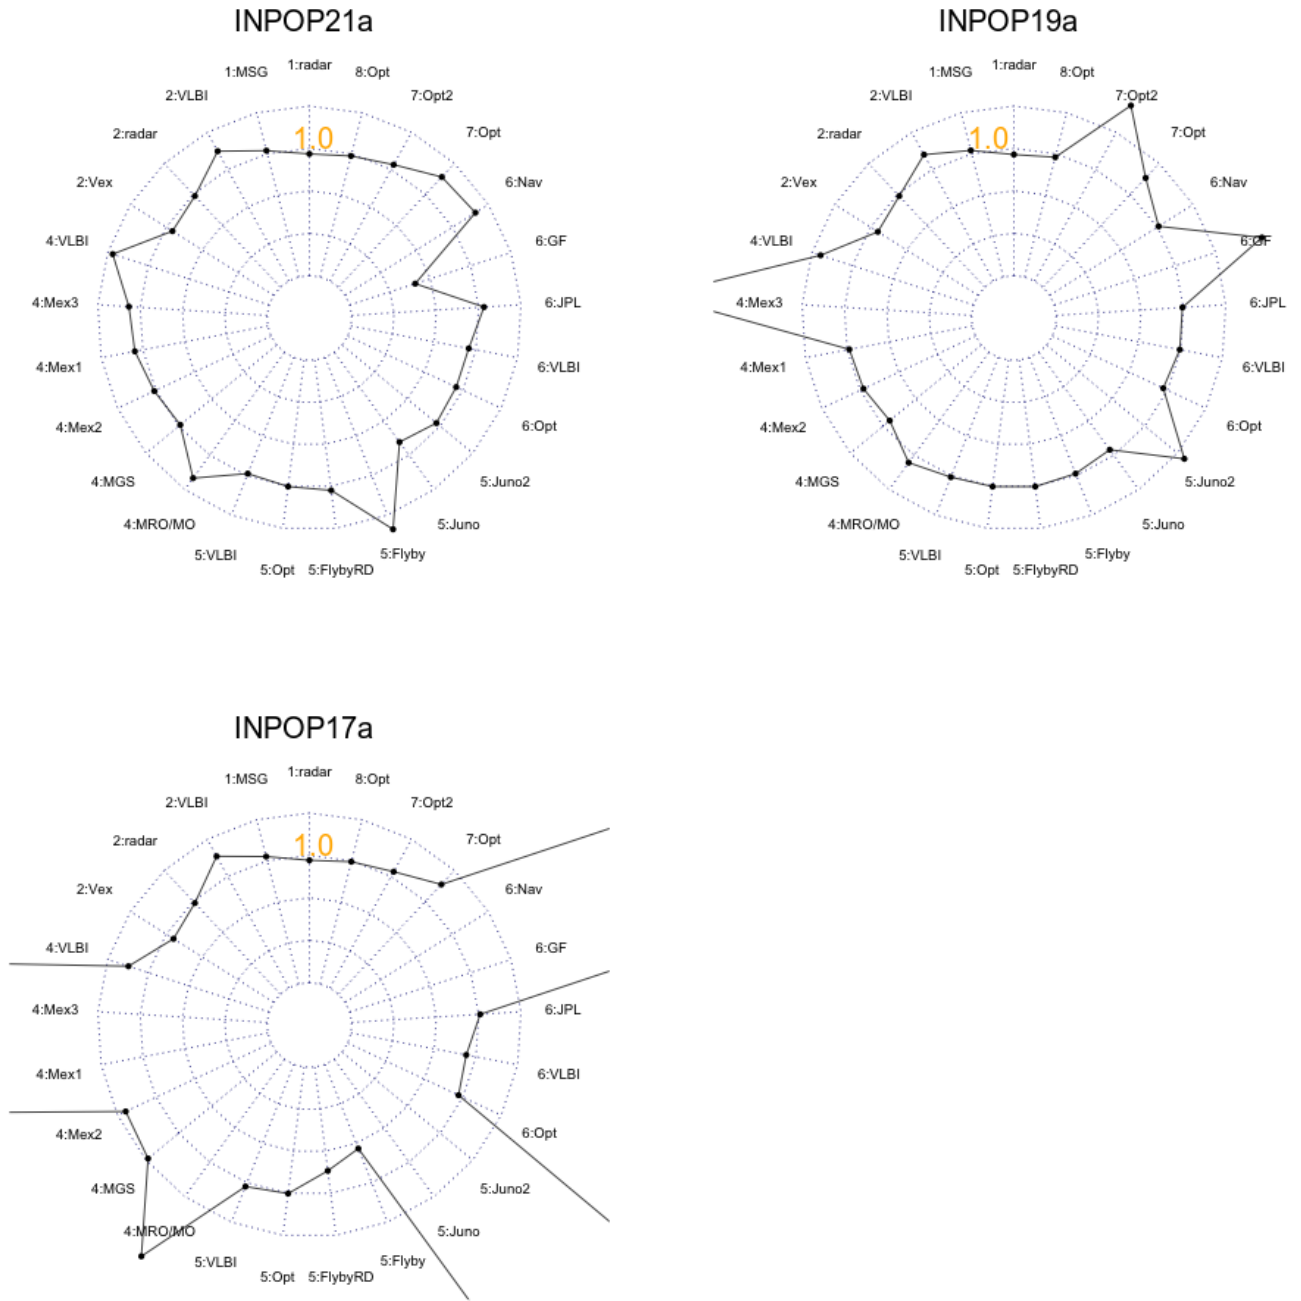 INPOP21a
INPOP19a
1:radar
1:MSG
8:Opt
2:VLBI
7:Opt2
2:radar
7:Opt
1.0
2:Vex
6:Nav
4:VLBI
6:GF
4:Mex3
6:JPL
4:Mex1
6:VLBI
4:Mex2
6:Opt
4:MGS
5:Juno2
4:MRO/MO
5:Juno
5:VLBI
5:Flyby
5:Opt
5:FlybyRD
1:radar
1:MSG
8:Opt
2:VLBI
7:Opt2
2:radar
7:Opt
1.0
2:Vex
6:Nav
4:VLBI
6:GF
4:Mex3
6:JPL
4:Mex1
6:VLBI
4:Mex2
6:Opt
4:MGS
5:Juno2
4:MRO/MO
5:Juno
5:VLBI
5:Flyby
5:Opt
5:FlybyRD
INPOP17a
1:radar
1:MSG
8:Opt
2:VLBI
7:Opt2
2:radar
7:Opt
1.0
2:Vex
6:Nav
4:VLBI
6:GF
4:Mex3
6:JPL
4:Mex1
6:VLBI
4:Mex2
6:Opt
4:MGS
5:Juno2
4:MRO/MO
5:Juno
5:VLBI
5:Flyby
5:Opt
5:FlybyRD